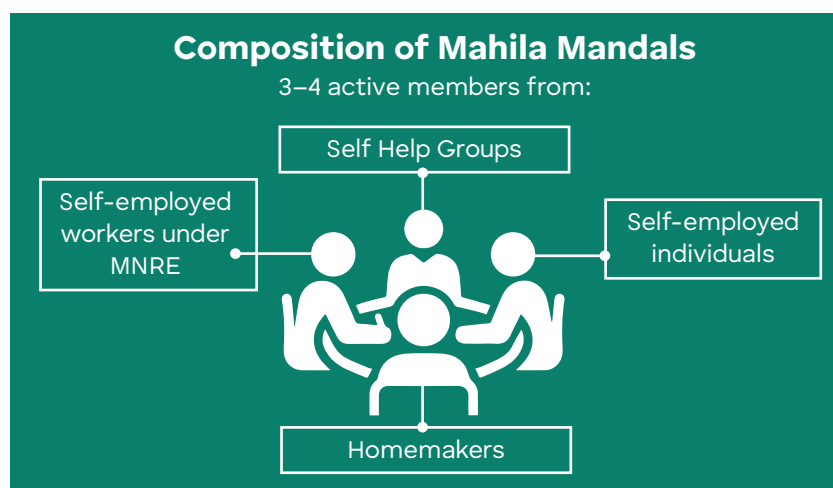 Composition of Mahila Mandals
3–4 active members from:
Self Help Groups
Self-employed
workers under
MNRE
Self-employed
individuals
Homemakers